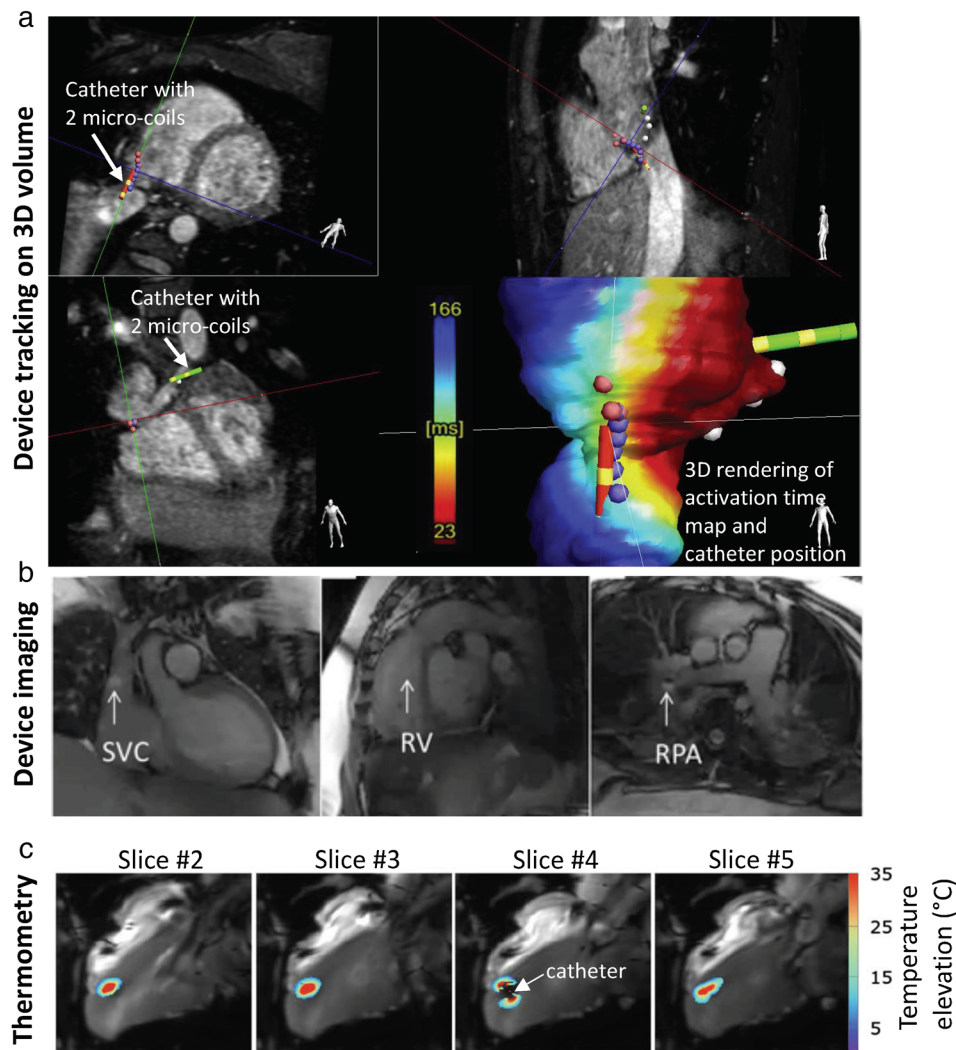 a
Device tracking on 3D volume
Catheter with
2 micro-coils
Catheter with
2 micro-coils
166
[ms]
23
3D rendering of
activation time
map and
catheter position
b
Device imaging
SVC
RV
RPA
c
Thermometry
Slice #2
Slice #3
Slice #4
Slice #5
catheter
35
25
15
5
Temperature
elevation (°C)